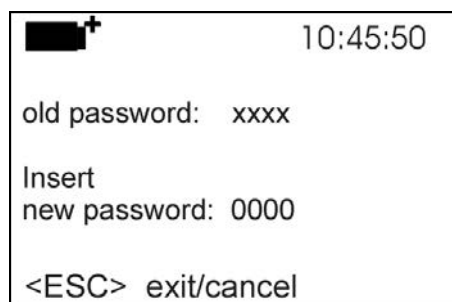 10:45:50
old password: xxxx
Insert
new password: 0000
<ESC> exit/cancel